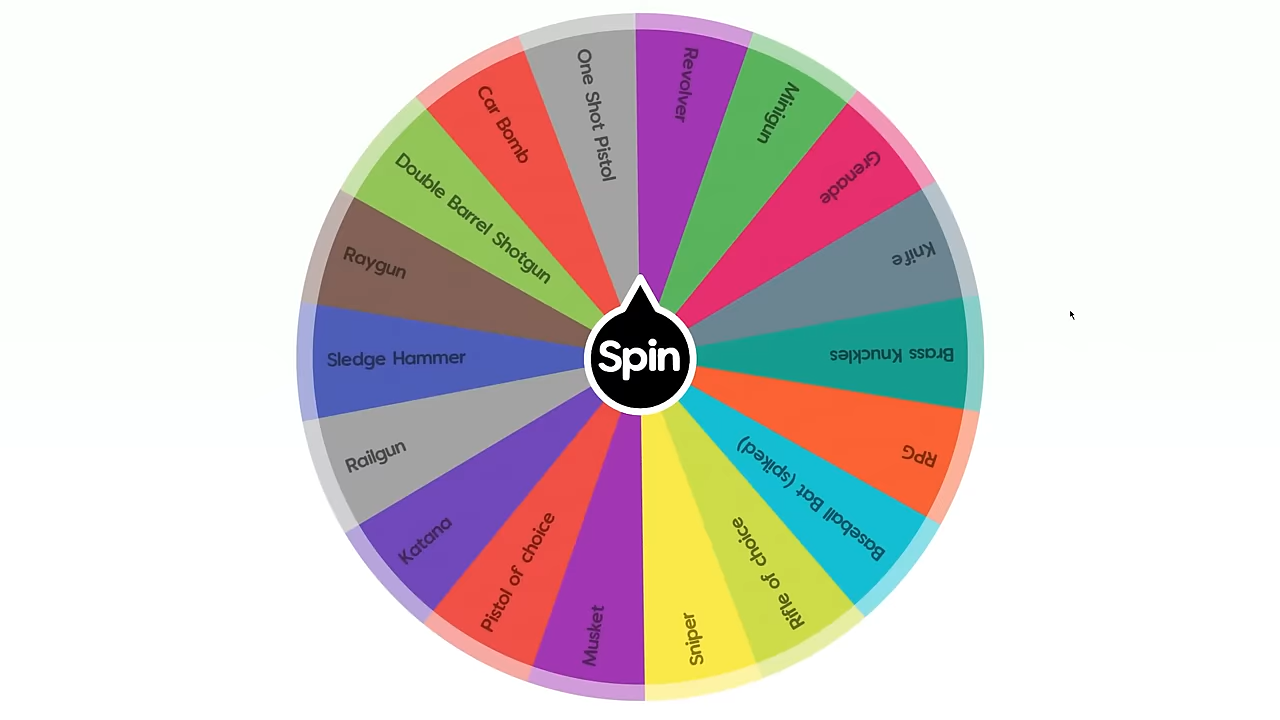 Revolver
Minigun
Grenade
Knife
Brass Knuckles
RPG
Baseball Bat (spiked)
Rifle of choice
Sniper
Musket
Pistol of choice
Katana
Railgun
Sledge Hammer
Raygun
Double Barrel Shotgun
Car Bomb
One Shot Pistol
Spin